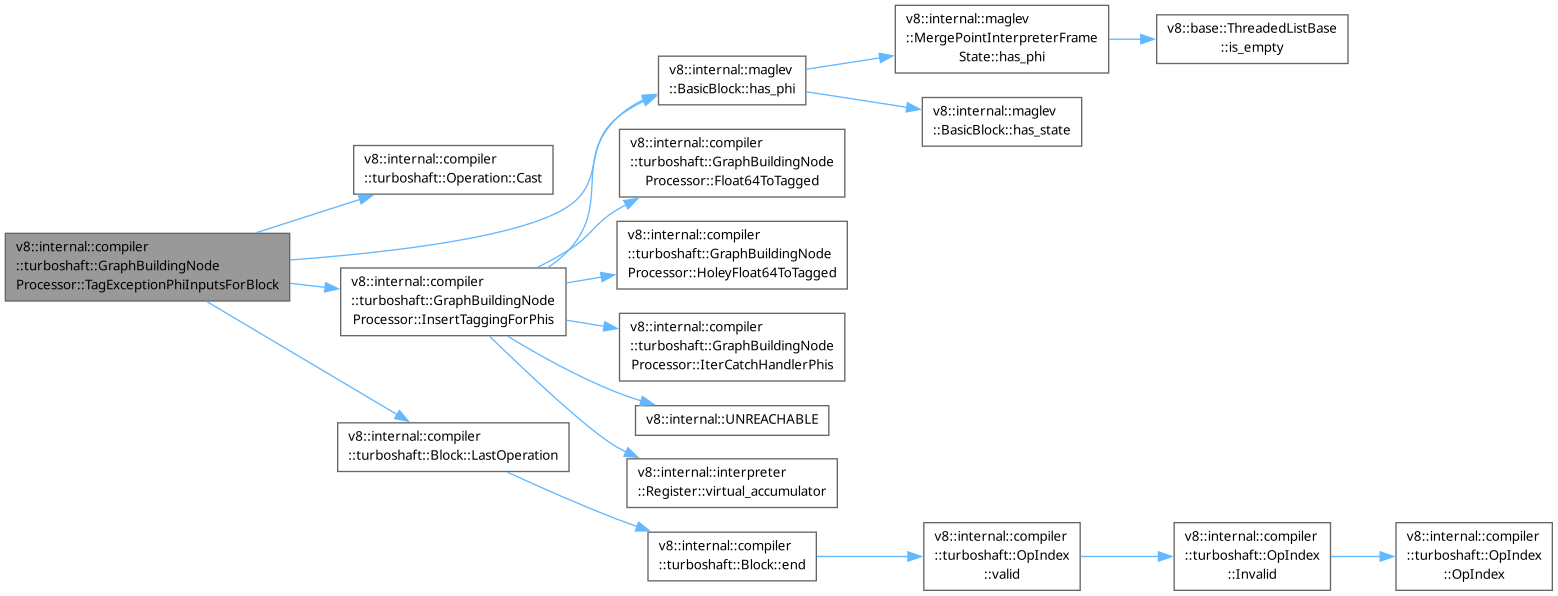 v8::internal::compiler
::turboshaft::GraphBuildingNode
Processor::TagExceptionPhiInputsForBlock
v8::internal::compiler
::turboshaft::Operation::Cast
v8::internal::maglev
::BasicBlock::has_phi
v8::internal::maglev
::MergePointInterpreterFrame
State::has_phi
v8::base::ThreadedListBase
::is_empty
v8::internal::maglev
::BasicBlock::has_state
v8::internal::compiler
::turboshaft::GraphBuildingNode
Processor::InsertTaggingForPhis
v8::internal::compiler
::turboshaft::GraphBuildingNode
Processor::Float64ToTagged
v8::internal::compiler
::turboshaft::GraphBuildingNode
Processor::HoleyFloat64ToTagged
v8::internal::compiler
::turboshaft::GraphBuildingNode
Processor::IterCatchHandlerPhis
v8::internal::UNREACHABLE
v8::internal::interpreter
::Register::virtual_accumulator
v8::internal::compiler
::turboshaft::Block::LastOperation
v8::internal::compiler
::turboshaft::Block::end
v8::internal::compiler
::turboshaft::OpIndex
::valid
v8::internal::compiler
::turboshaft::OpIndex
::Invalid
v8::internal::compiler
::turboshaft::OpIndex
::OpIndex